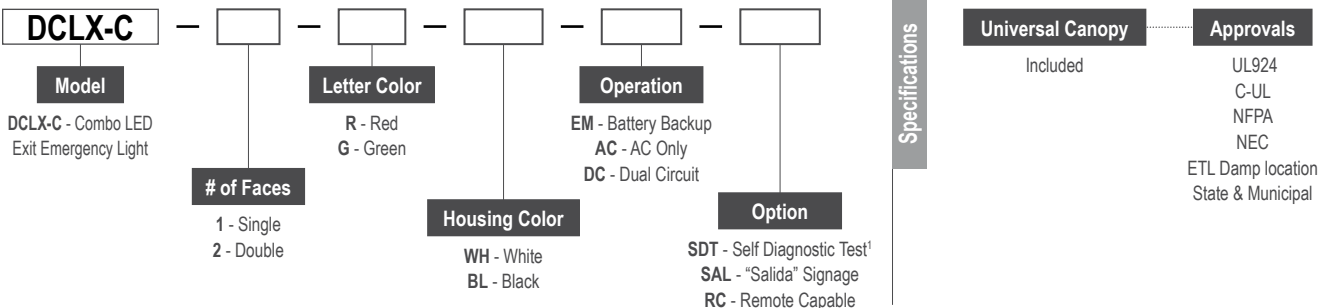 DCLX-C — — — — —
Model
DCLX-C - Combo LED
Exit Emergency Light
# of Faces
1 - Single
2 - Double
Letter Color
R - Red
G - Green
Housing Color
WH - White
BL - Black
Operation
EM - Battery Backup
AC - AC Only
DC - Dual Circuit
Option
SDT - Self Diagnostic Test¹
SAL - “Salida” Signage
RC - Remote Capable
Specifications
Universal Canopy
Included
Approvals
UL924
C-UL
NFPA
NEC
ETL Damp location
State & Municipal